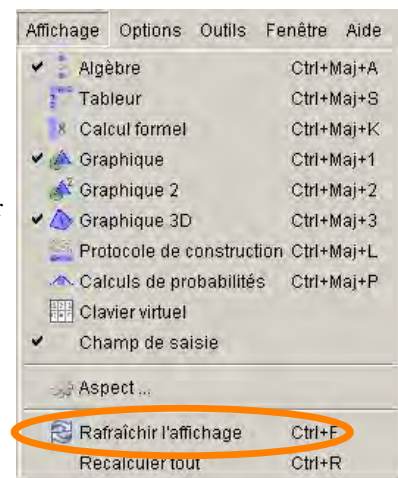 Affichage Options Outils Fenêtre Aide
Algèbre Ctrl+Maj+A
Tableur Ctrl+Maj+S
Calcul formel Ctrl+Maj+K
Graphique Ctrl+Maj+1
Graphique 2 Ctrl+Maj+2
Graphique 3D Ctrl+Maj+3
Protocole de construction Ctrl+Maj+L
Calculs de probabilités Ctrl+Maj+P
Clavier virtuel
Champ de saisie
Aspect ...
Rafraîchir l'affichage Ctrl+F
Recalculer tout Ctrl+R